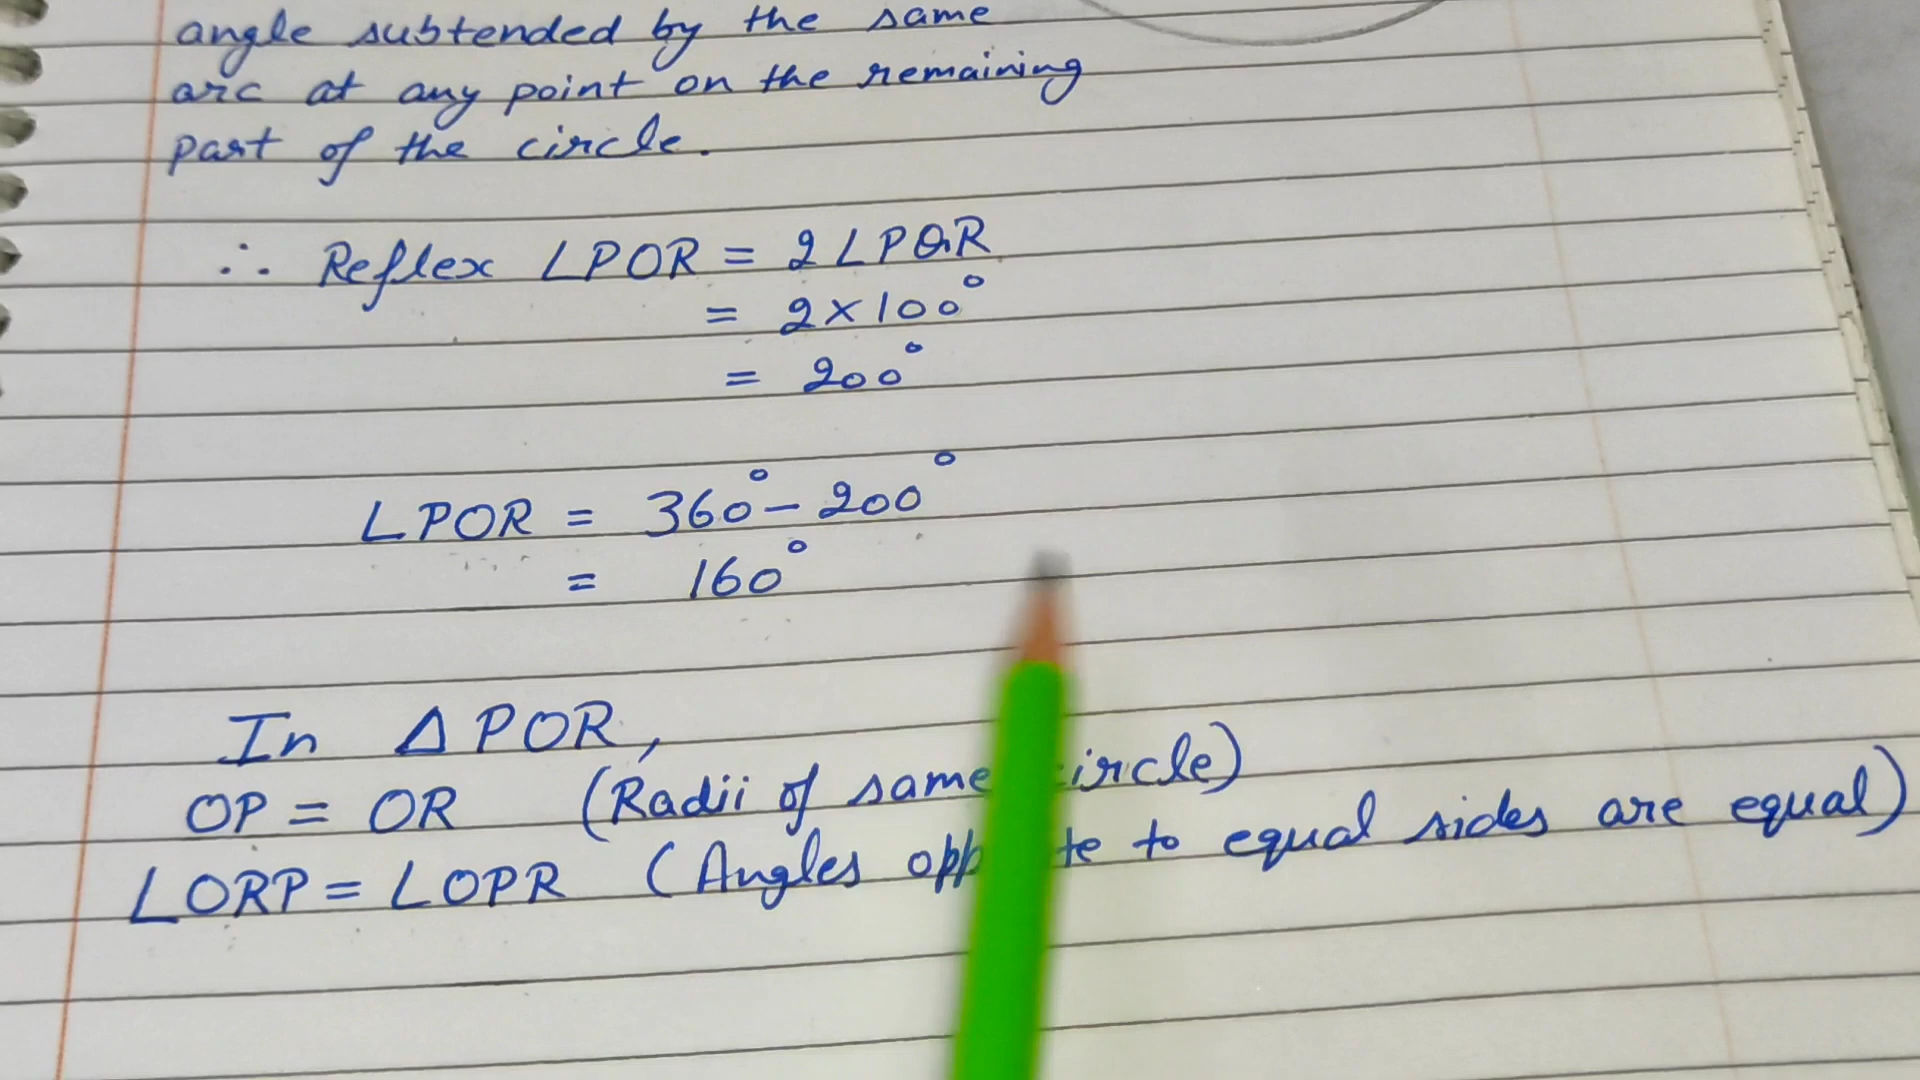 angle subtended by the same
arc at any point on the remaining
part of the circle.
∴ Reflex ∠POR = 2∠PQR
= 2×100°
= 200°
∠POR = 360° - 200°
= 160°
In △POR,
OP = OR (Radii of same ircle)
∠ORP = ∠OPR (Angles opp te to equal sides are equal)